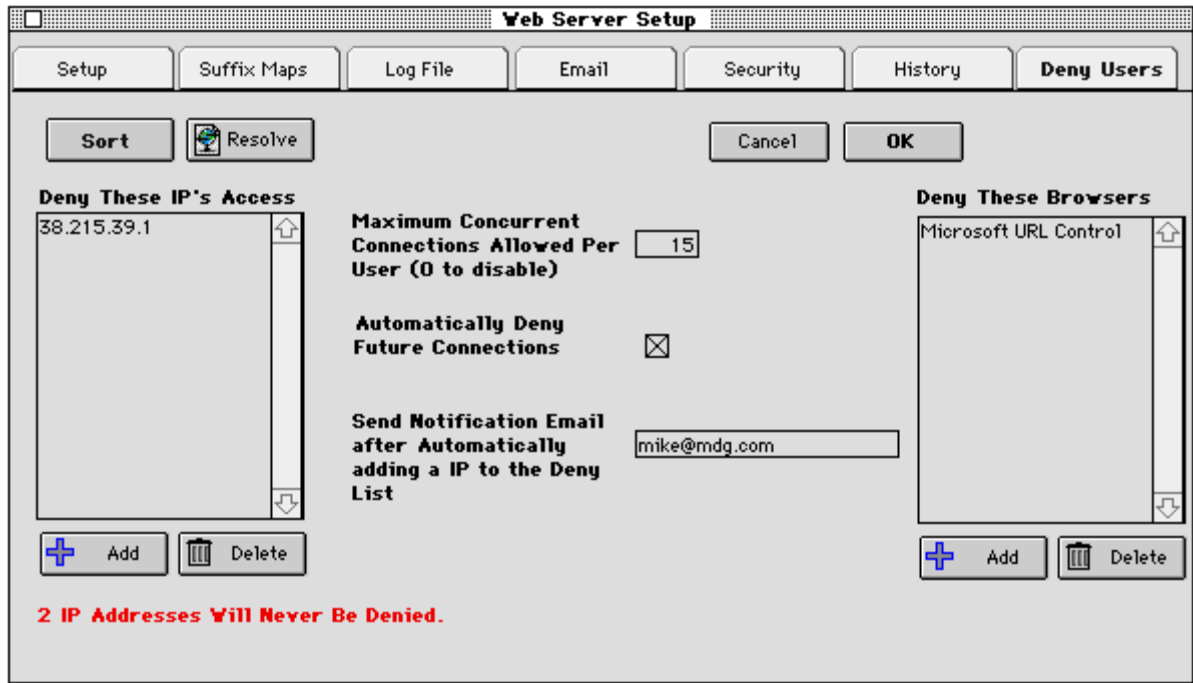 Web Server Setup
Setup
Suffix Maps
Log File
Email
Security
History
Deny Users
Sort
Resolve
Cancel
OK
Deny These IP's Access
38.215.39.1
Maximum Concurrent
Connections Allowed Per
User (0 to disable)
15
Automatically Deny
Future Connections
Send Notification Email
after Automatically
adding a IP to the Deny
List
mike@mdg.com
Deny These Browsers
Microsoft URL Control
Add
Delete
Add
Delete
2 IP Addresses Will Never Be Denied.